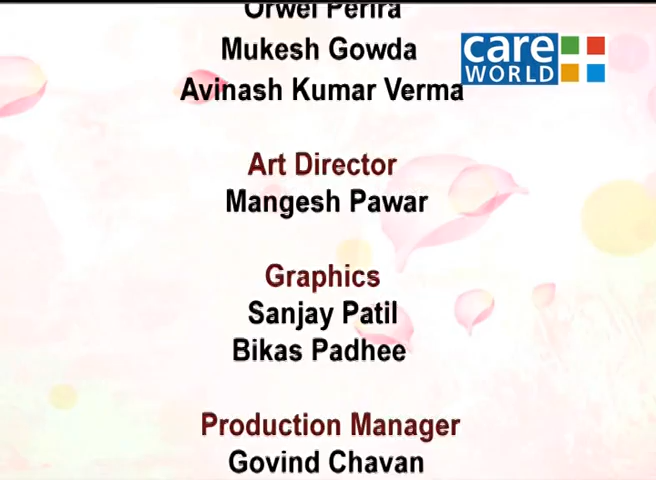 Orwel Perira
Mukesh Gowda
Avinash Kumar Verma
care
WORLD
Art Director
Mangesh Pawar
Graphics
Sanjay Patil
Bikas Padhee
Production Manager
Govind Chavan